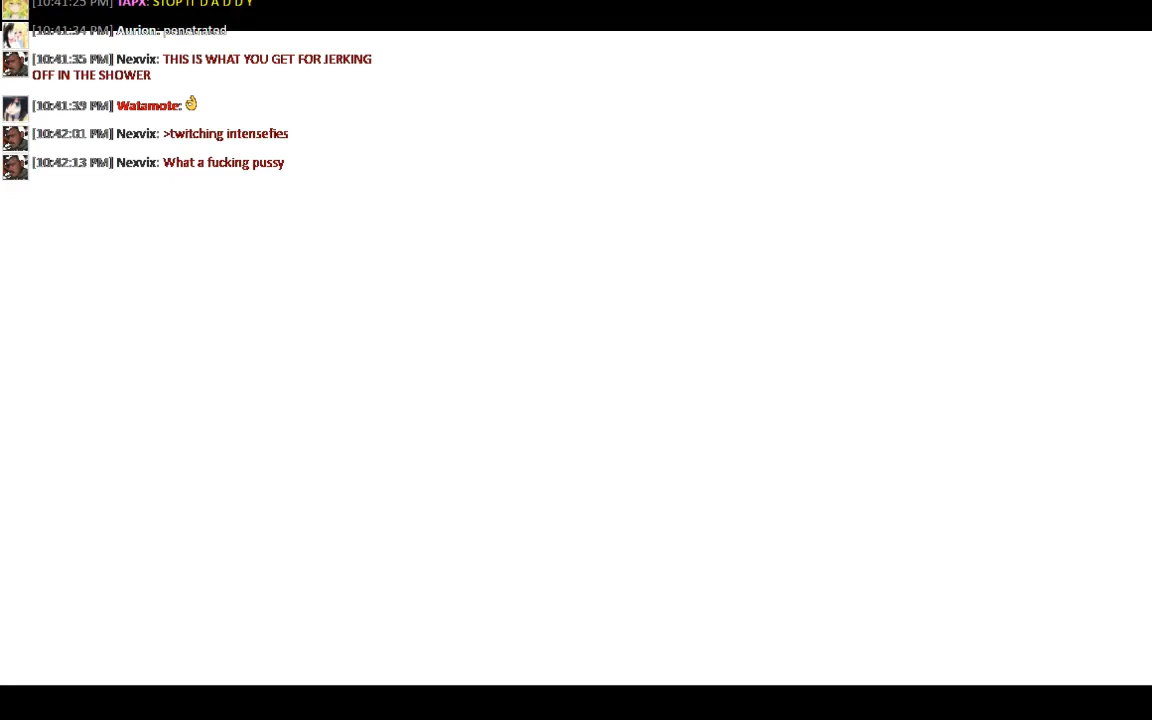 [10:41:25 PM] TAPX: STOP IT D A D D Y
[10:41:34 PM] Aurion: penetrated
[10:41:35 PM] Nexvix: THIS IS WHAT YOU GET FOR JERKING
OFF IN THE SHOWER
[10:41:39 PM] Watamote: 👌
[10:42:01 PM] Nexvix: >twitching intensefies
[10:42:13 PM] Nexvix: What a fucking pussy